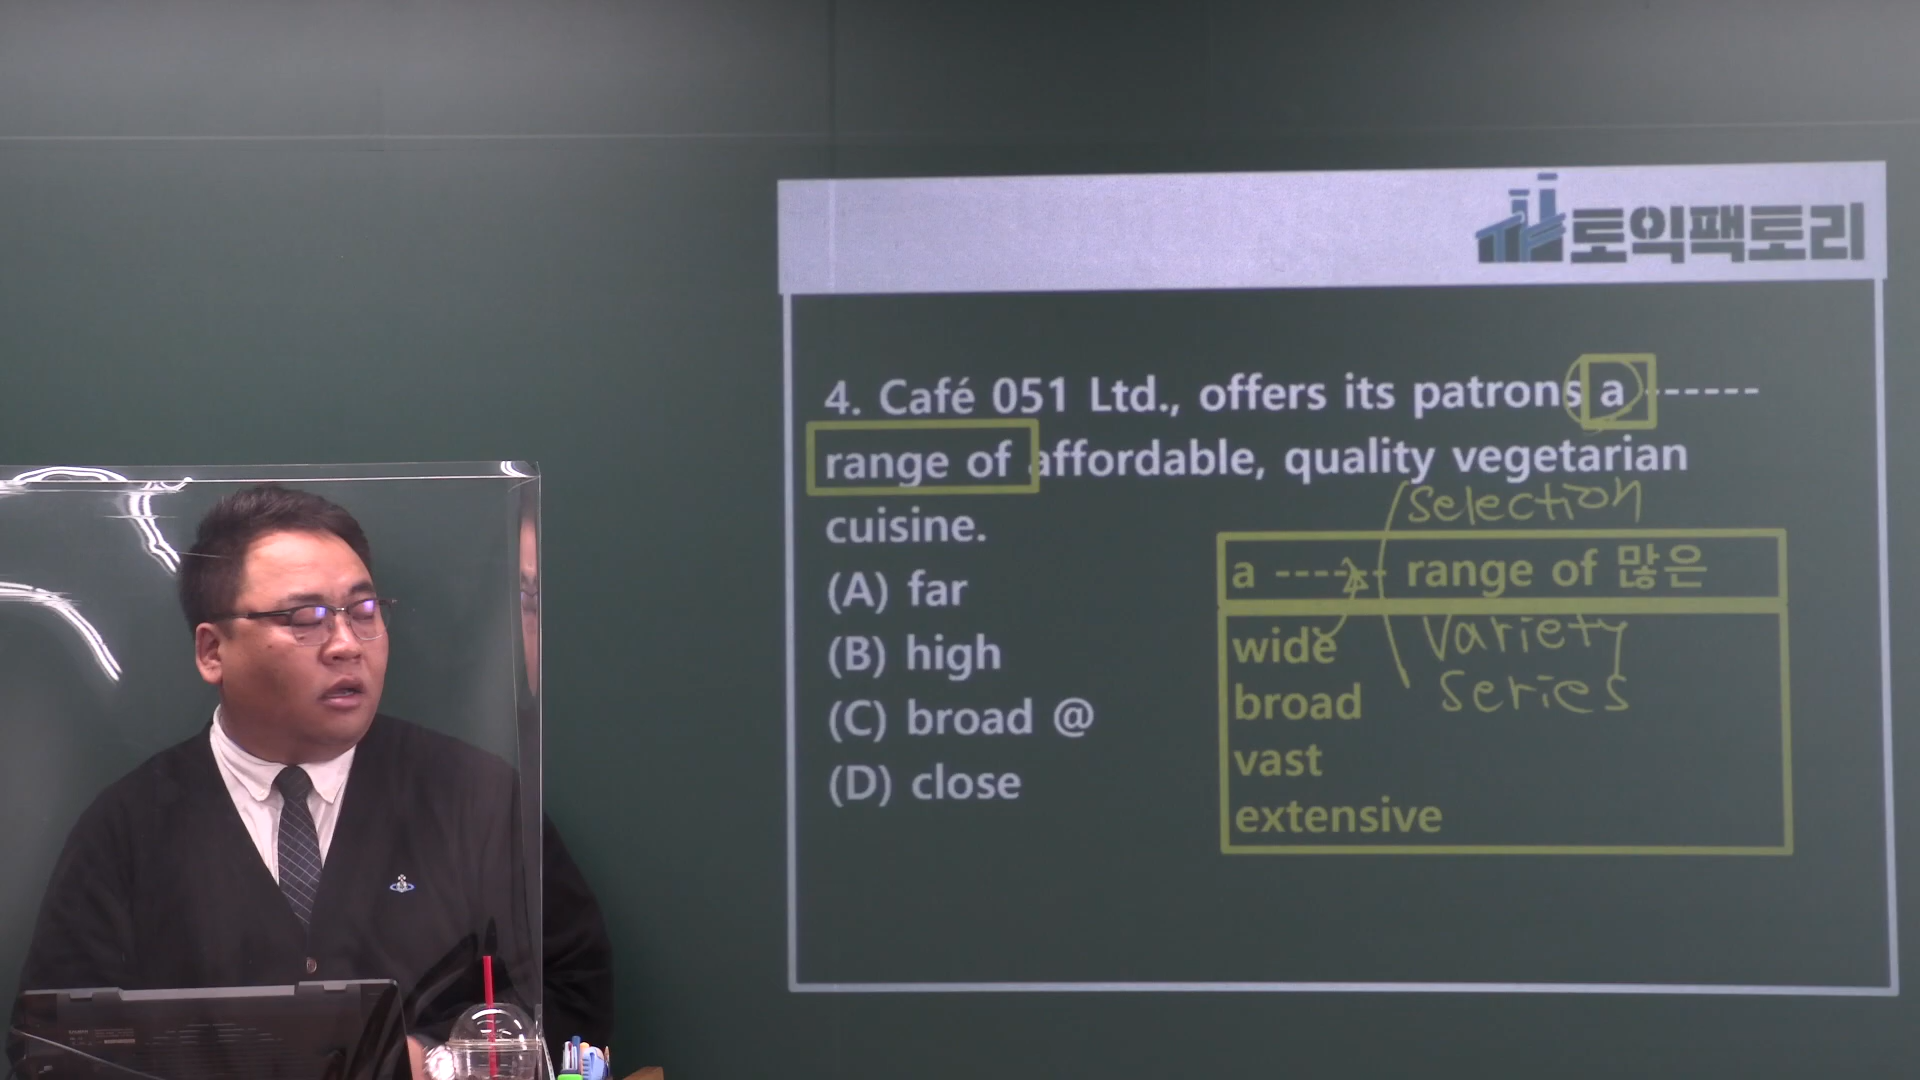 토익팩토리
4. Café 051 Ltd., offers its patrons a ------
range of affordable, quality vegetarian
cuisine.
(A) far
(B) high
(C) broad @
(D) close
selection
a ------ range of 많은
variety
series
wide
broad
vast
extensive